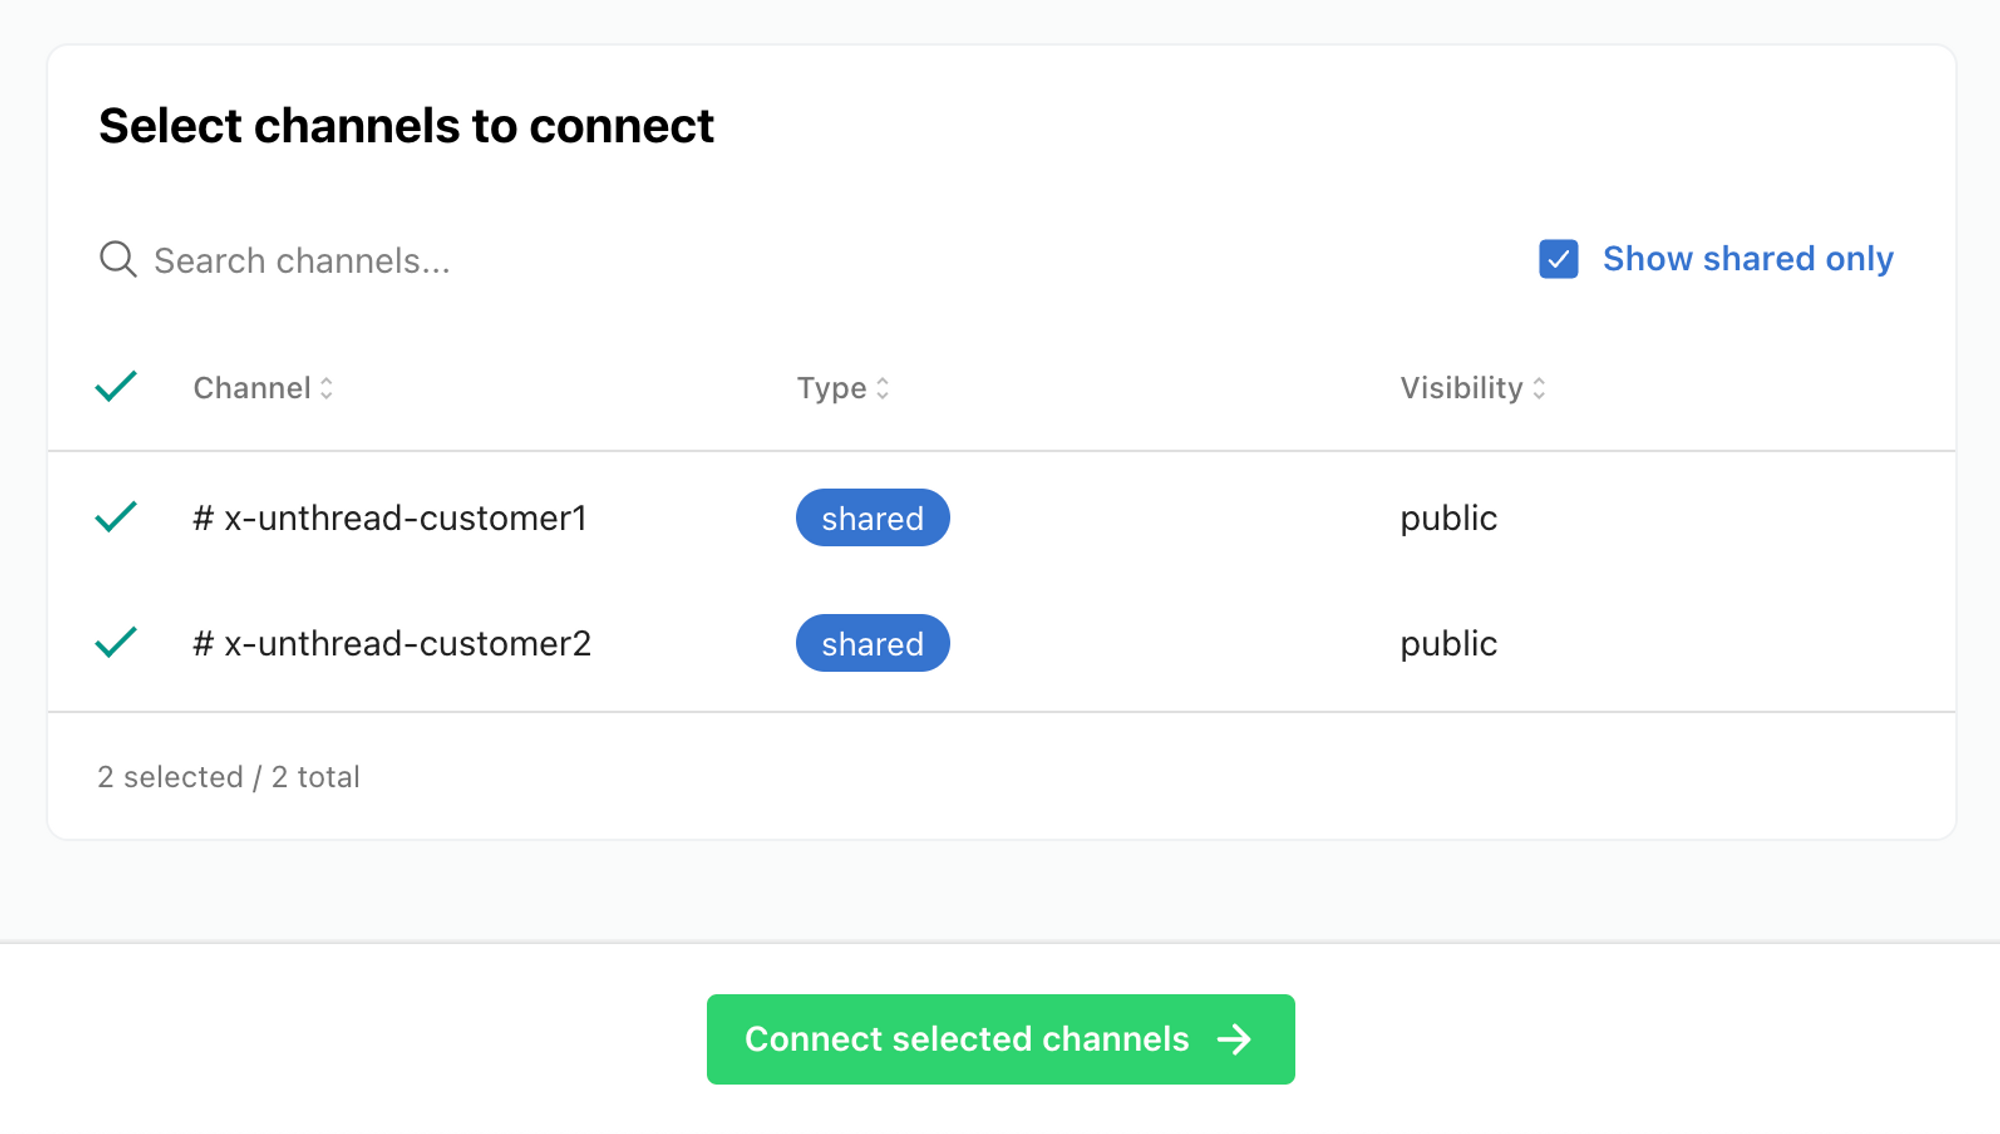 Select channels to connect
Search channels...
Show shared only
Channel Type Visibility
# x-unthread-customer1 shared public
# x-unthread-customer2 shared public
2 selected / 2 total
Connect selected channels